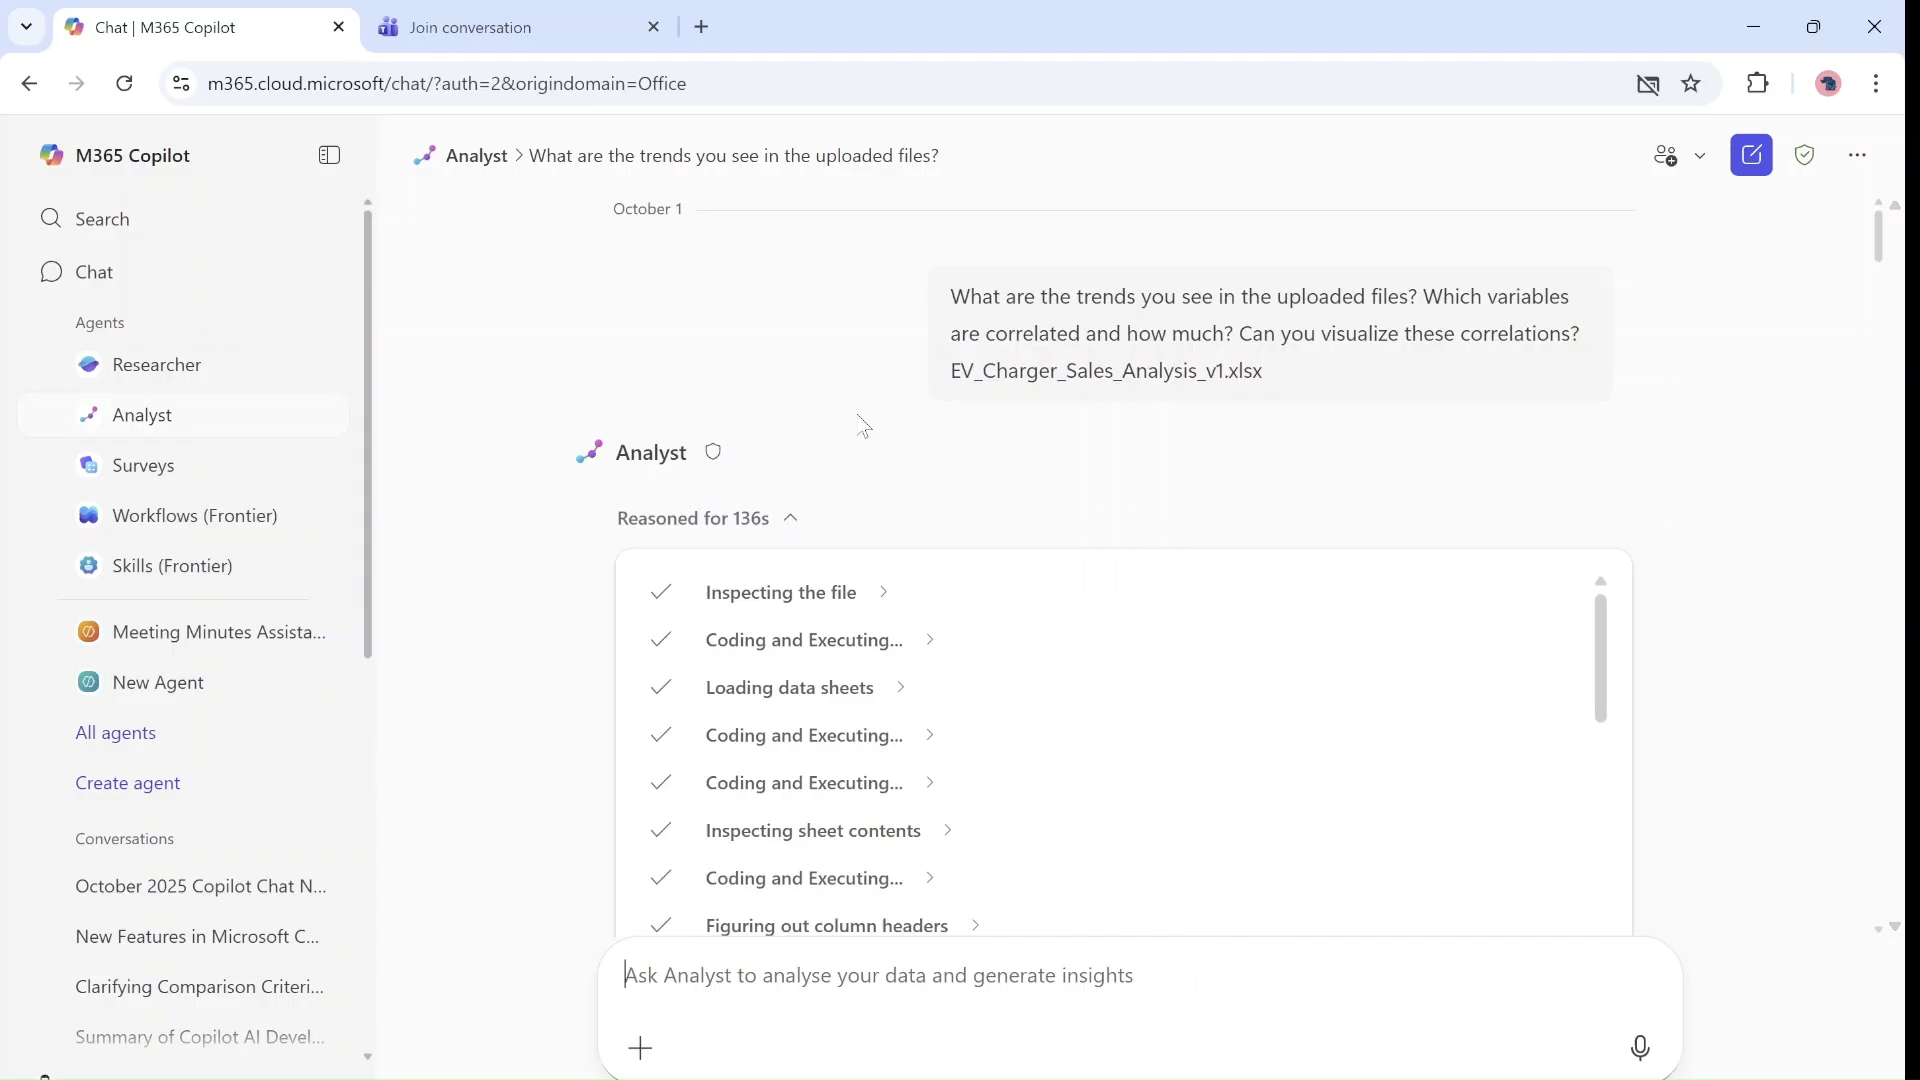 Chat | M365 Copilot
Join conversation
m365.cloud.microsoft/chat/?auth=2&origindomain=Office
M365 Copilot
Search
Chat
Agents
Researcher
Analyst
Surveys
Workflows (Frontier)
Skills (Frontier)
Meeting Minutes Assista...
New Agent
All agents
Create agent
Conversations
October 2025 Copilot Chat N...
New Features in Microsoft C...
Clarifying Comparison Criteri...
Summary of Copilot AI Devel...
Analyst > What are the trends you see in the uploaded files?
October 1
What are the trends you see in the uploaded files? Which variables
are correlated and how much? Can you visualize these correlations?
EV_Charger_Sales_Analysis_v1.xlsx
Analyst
Reasoned for 136s
Inspecting the file
Coding and Executing...
Loading data sheets
Coding and Executing...
Coding and Executing...
Inspecting sheet contents
Coding and Executing...
Figuring out column headers
Ask Analyst to analyse your data and generate insights